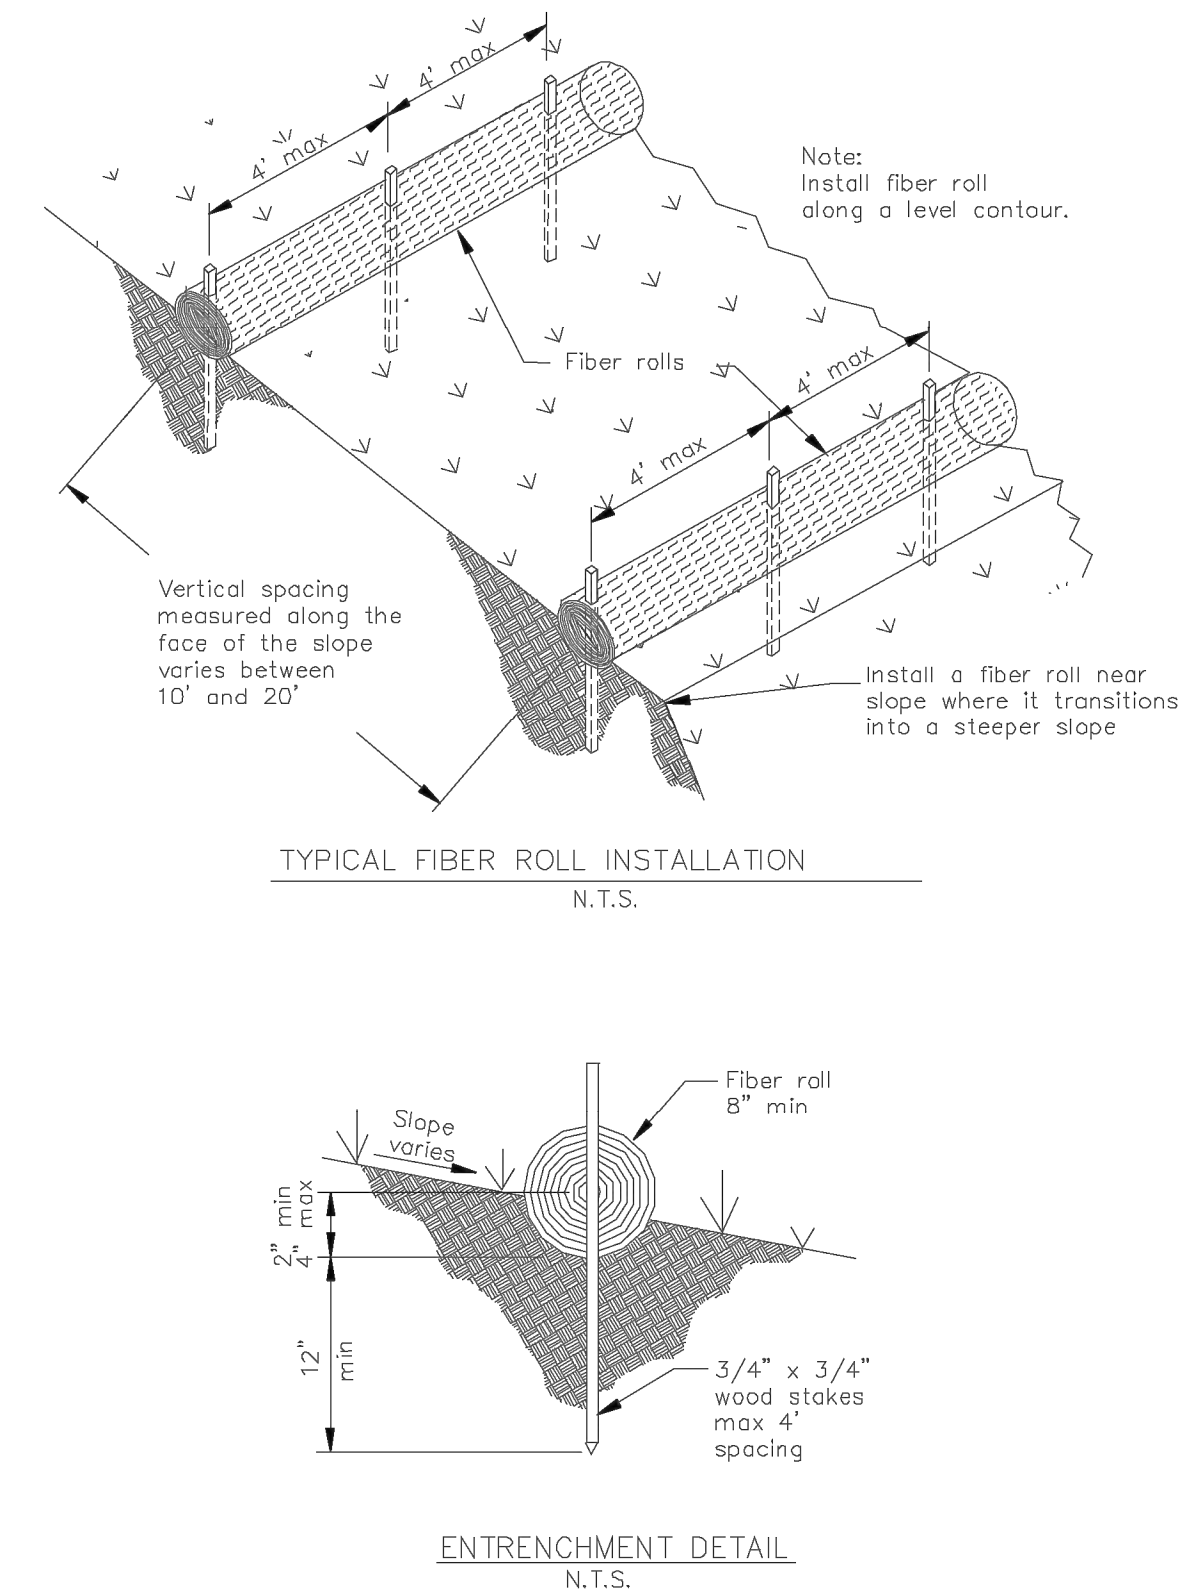 4' max
4' max
Note:
Install fiber roll
along a level contour.
Fiber rolls
4' max
4' max
Vertical spacing
measured along the
face of the slope
varies between
10' and 20'
Install a fiber roll near
slope where it transitions
into a steeper slope
TYPICAL FIBER ROLL INSTALLATION
N.T.S.
Fiber roll
8" min
Slope
varies
2" min
4" max
12"
min
3/4" x 3/4"
wood stakes
max 4'
spacing
ENTRENCHMENT DETAIL
N.T.S.